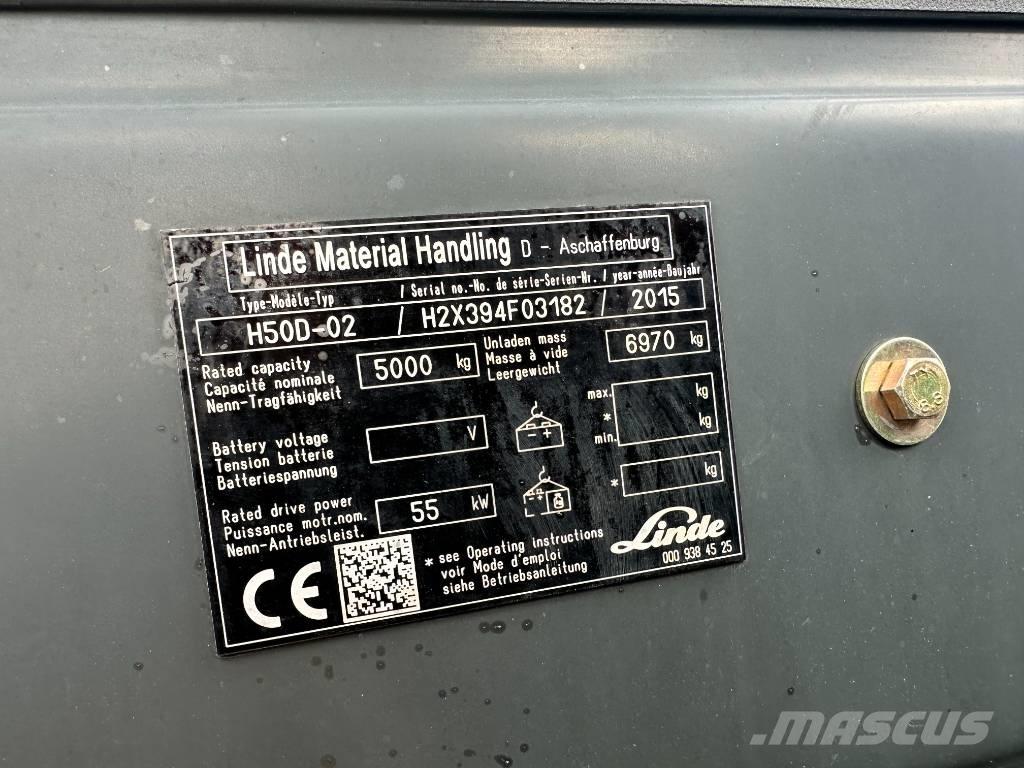 Linde Material Handling D - Aschaffenburg
Type-Modèle-Typ / Serial no.-No. de série-Serien-Nr. / year-année-Baujahr
H50D-02 / H2X394F03182 / 2015
Rated capacity
Capacité nominale
Nenn-Tragfähigkeit
5000 kg
Unladen mass
Masse à vide
Leergewicht
6970 kg
Battery voltage
Tension batterie
Batteriespannung
V
- +
max. kg
*
min. kg
Rated drive power
Puissance motr.nom.
Nenn-Antriebsleist.
55 kW
- +
* kg
CE
* see Operating instructions
voir Mode d'emploi
siehe Betriebsanleitung
Linde
000 938 45 25
MASCUS